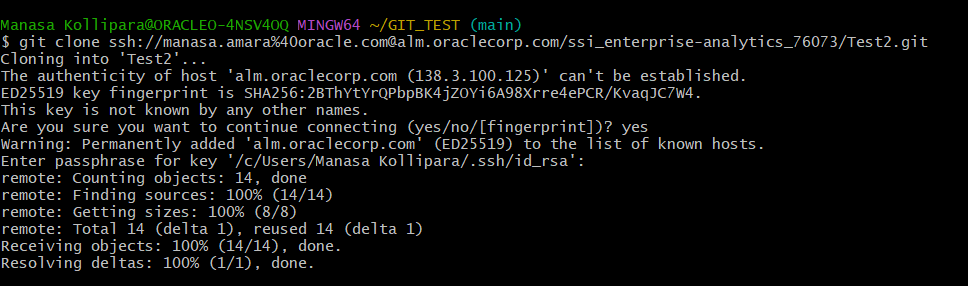 Manasa Kollipara@ORACLEO-4NSV4OQ MINGW64 ~/GIT_TEST (main)
$ git clone ssh://manasa.amara%40oracle.com@alm.oraclecorp.com/ssi_enterprise-analytics_76073/Test2.git
Cloning into 'Test2'...
The authenticity of host 'alm.oraclecorp.com (138.3.100.125)' can't be established.
ED25519 key fingerprint is SHA256:2BThYtYrQPbpBK4jZOYi6A98Xrre4ePCR/KvaqJC7W4.
This key is not known by any other names.
Are you sure you want to continue connecting (yes/no/[fingerprint])? yes
Warning: Permanently added 'alm.oraclecorp.com' (ED25519) to the list of known hosts.
Enter passphrase for key '/c/Users/Manasa Kollipara/.ssh/id_rsa':
remote: Counting objects: 14, done
remote: Finding sources: 100% (14/14)
remote: Getting sizes: 100% (8/8)
remote: Total 14 (delta 1), reused 14 (delta 1)
Receiving objects: 100% (14/14), done.
Resolving deltas: 100% (1/1), done.